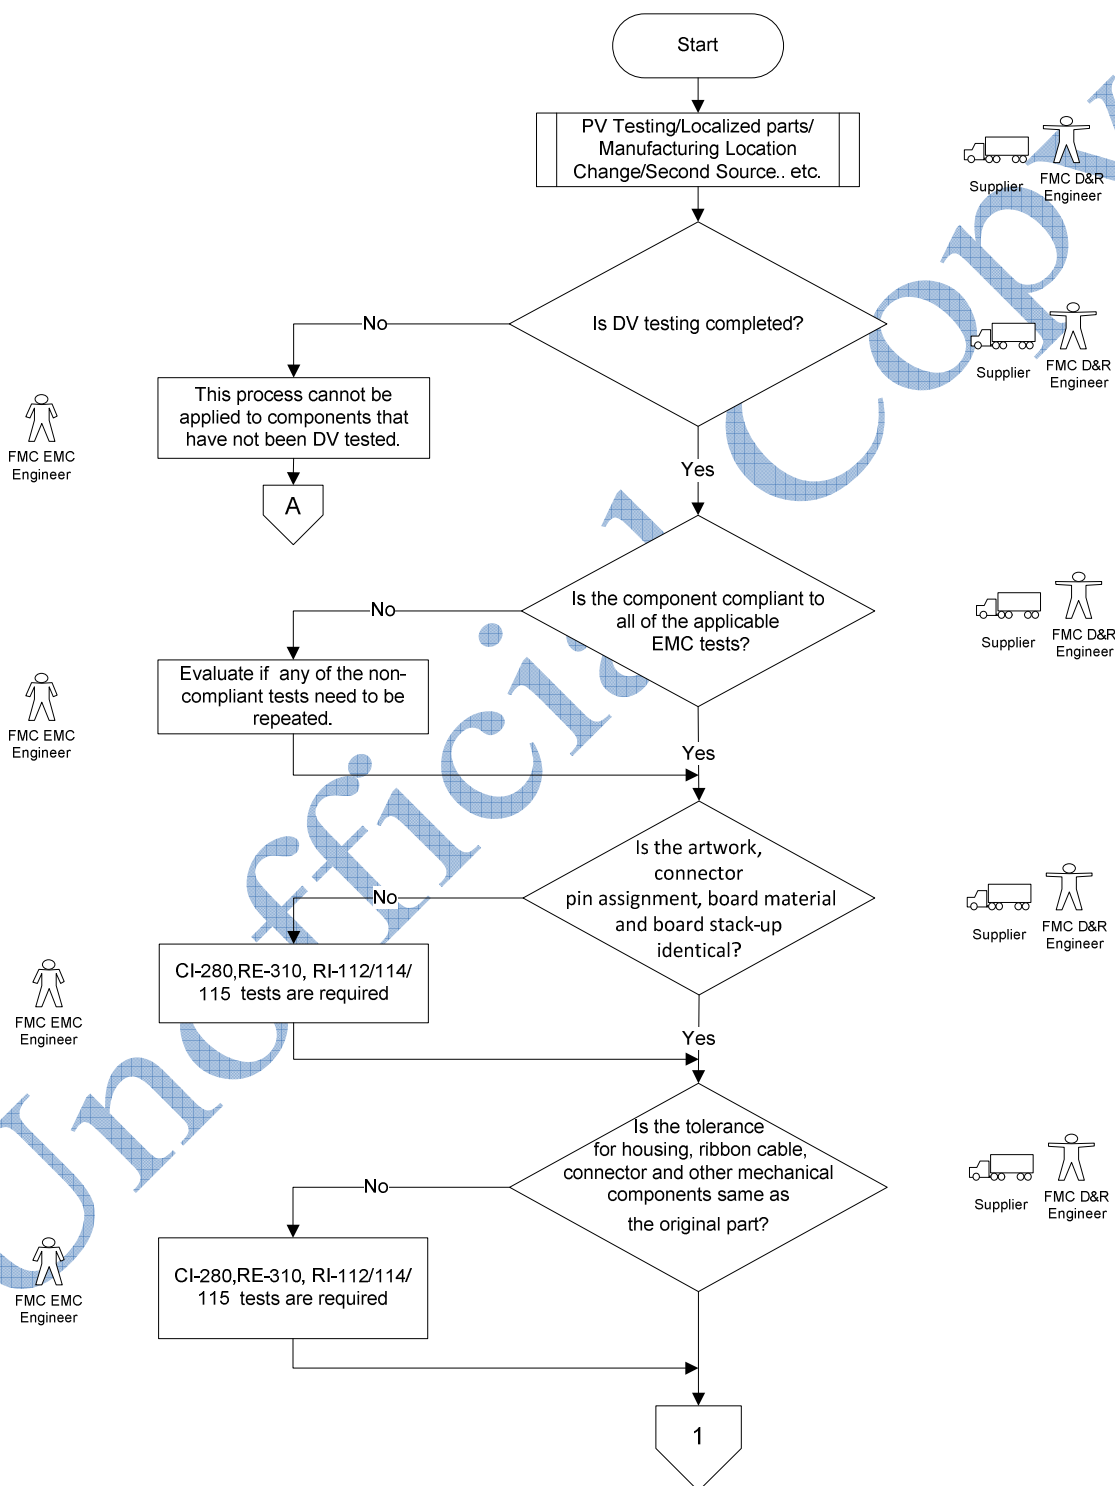 Start
PV Testing/Localized parts/
Manufacturing Location
Change/Second Source.. etc.
Supplier
FMC D&R
Engineer
Is DV testing completed?
No
Supplier
FMC D&R
Engineer
This process cannot be
applied to components that
have not been DV tested.
FMC EMC
Engineer
Yes
A
Is the component compliant to
all of the applicable
EMC tests?
No
Supplier
FMC D&R
Engineer
Evaluate if any of the non-
compliant tests need to be
repeated.
FMC EMC
Engineer
Yes
Is the artwork,
connector
pin assignment, board material
and board stack-up
identical?
No
Supplier
FMC D&R
Engineer
CI-280,RE-310, RI-112/114/
115 tests are required
FMC EMC
Engineer
Yes
Is the tolerance
for housing, ribbon cable,
connector and other mechanical
components same as
the original part?
No
Supplier
FMC D&R
Engineer
CI-280,RE-310, RI-112/114/
115 tests are required
FMC EMC
Engineer
1
Unofficial Copy